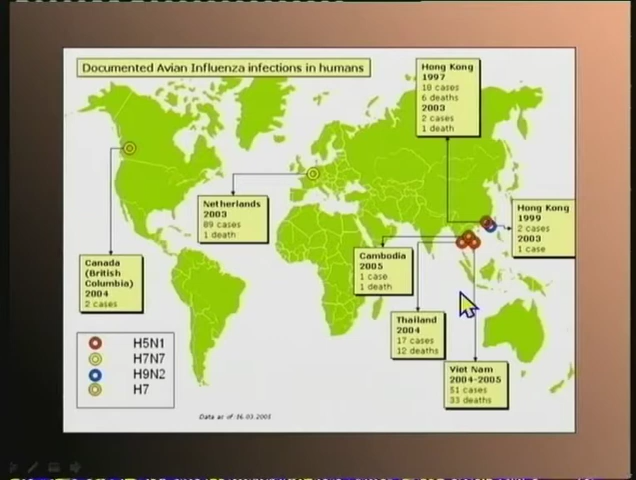 Documented Avian Influenza infections in humans
Hong Kong
1997
18 cases
6 deaths
2003
2 cases
1 death
Netherlands
2003
89 cases
1 death
Hong Kong
1999
2 cases
2003
1 case
Canada
(British
Columbia)
2004
2 cases
Cambodia
2005
1 case
1 death
Thailand
2004
17 cases
12 deaths
Viet Nam
2004-2005
51 cases
33 deaths
H5N1
H7N7
H9N2
H7
Data as of